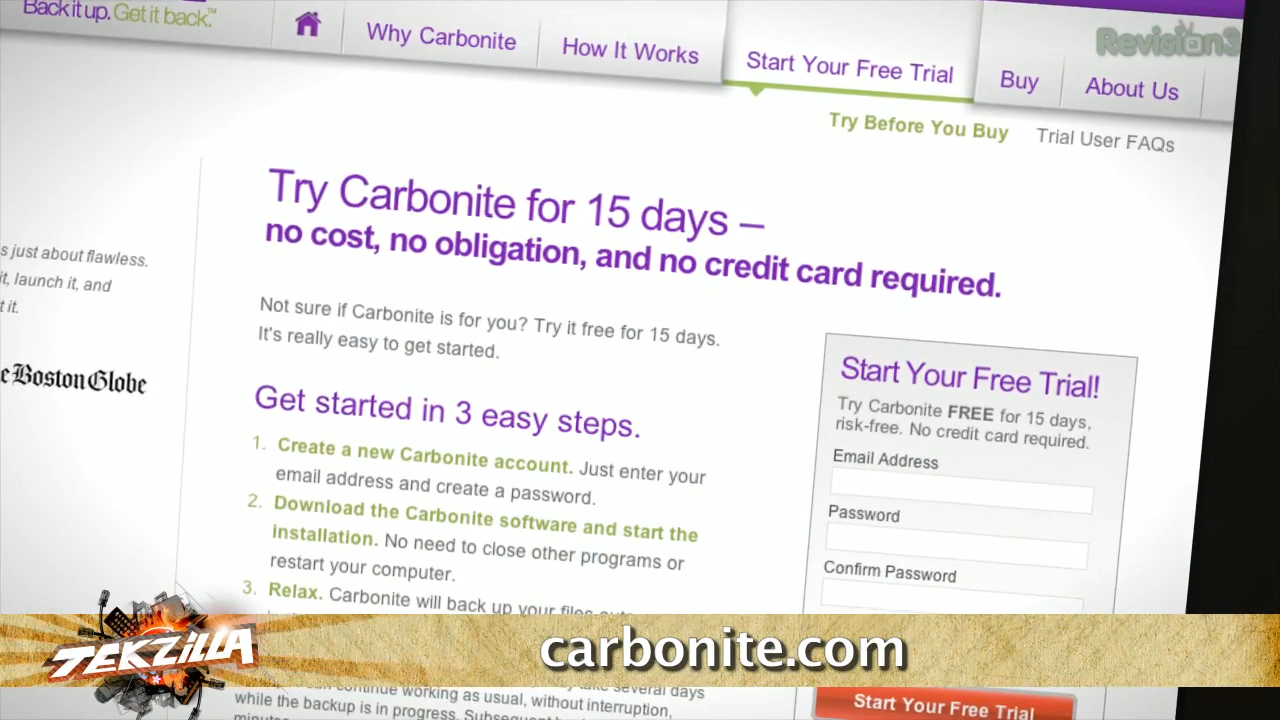 Back it up. Get it back.™
Why Carbonite
How It Works
Start Your Free Trial
Buy
About Us
Revision3
Try Before You Buy
Trial User FAQs
Try Carbonite for 15 days –
no cost, no obligation, and no credit card required.
s just about flawless.
it, launch it, and
t it.
e Boston Globe
Not sure if Carbonite is for you? Try it free for 15 days.
It's really easy to get started.
Get started in 3 easy steps.
1. Create a new Carbonite account. Just enter your
email address and create a password.
2. Download the Carbonite software and start the
installation. No need to close other programs or
restart your computer.
3. Relax. Carbonite will back up your files
Start Your Free Trial!
Try Carbonite FREE for 15 days,
risk-free. No credit card required.
Email Address
Password
Confirm Password
TEKZILLA
carbonite.com
continue working as usual, without interruption,
while the backup is in progress.
Start Your Free Trial